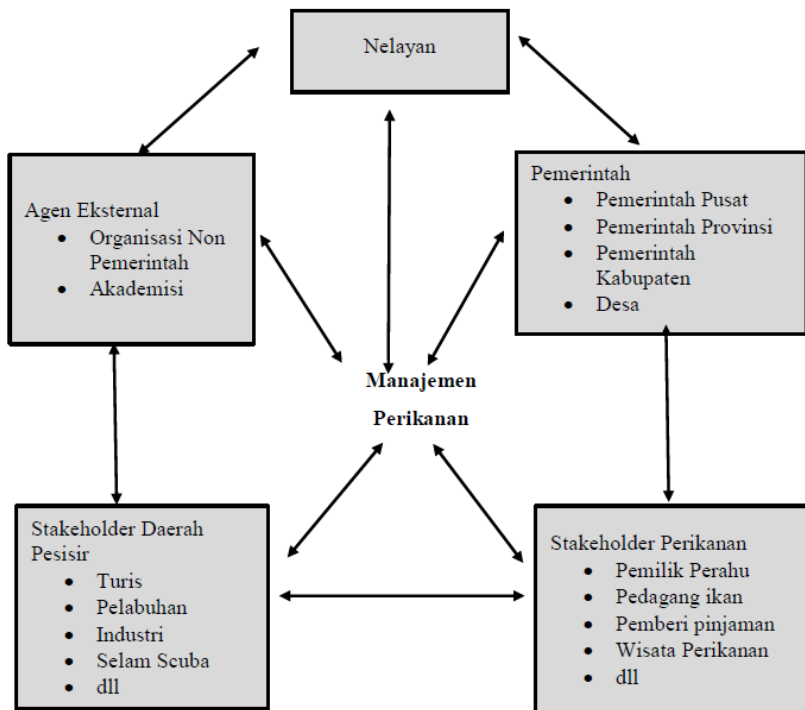 Nelayan
Agen Eksternal
• Organisasi Non
Pemerintah
• Akademisi
Pemerintah
• Pemerintah Pusat
• Pemerintah Provinsi
• Pemerintah
Kabupaten
• Desa
Manajemen
Perikanan
Stakeholder Daerah
Pesisir
• Turis
• Pelabuhan
• Industri
• Selam Scuba
• dll
Stakeholder Perikanan
• Pemilik Perahu
• Pedagang ikan
• Pemberi pinjaman
• Wisata Perikanan
• dll